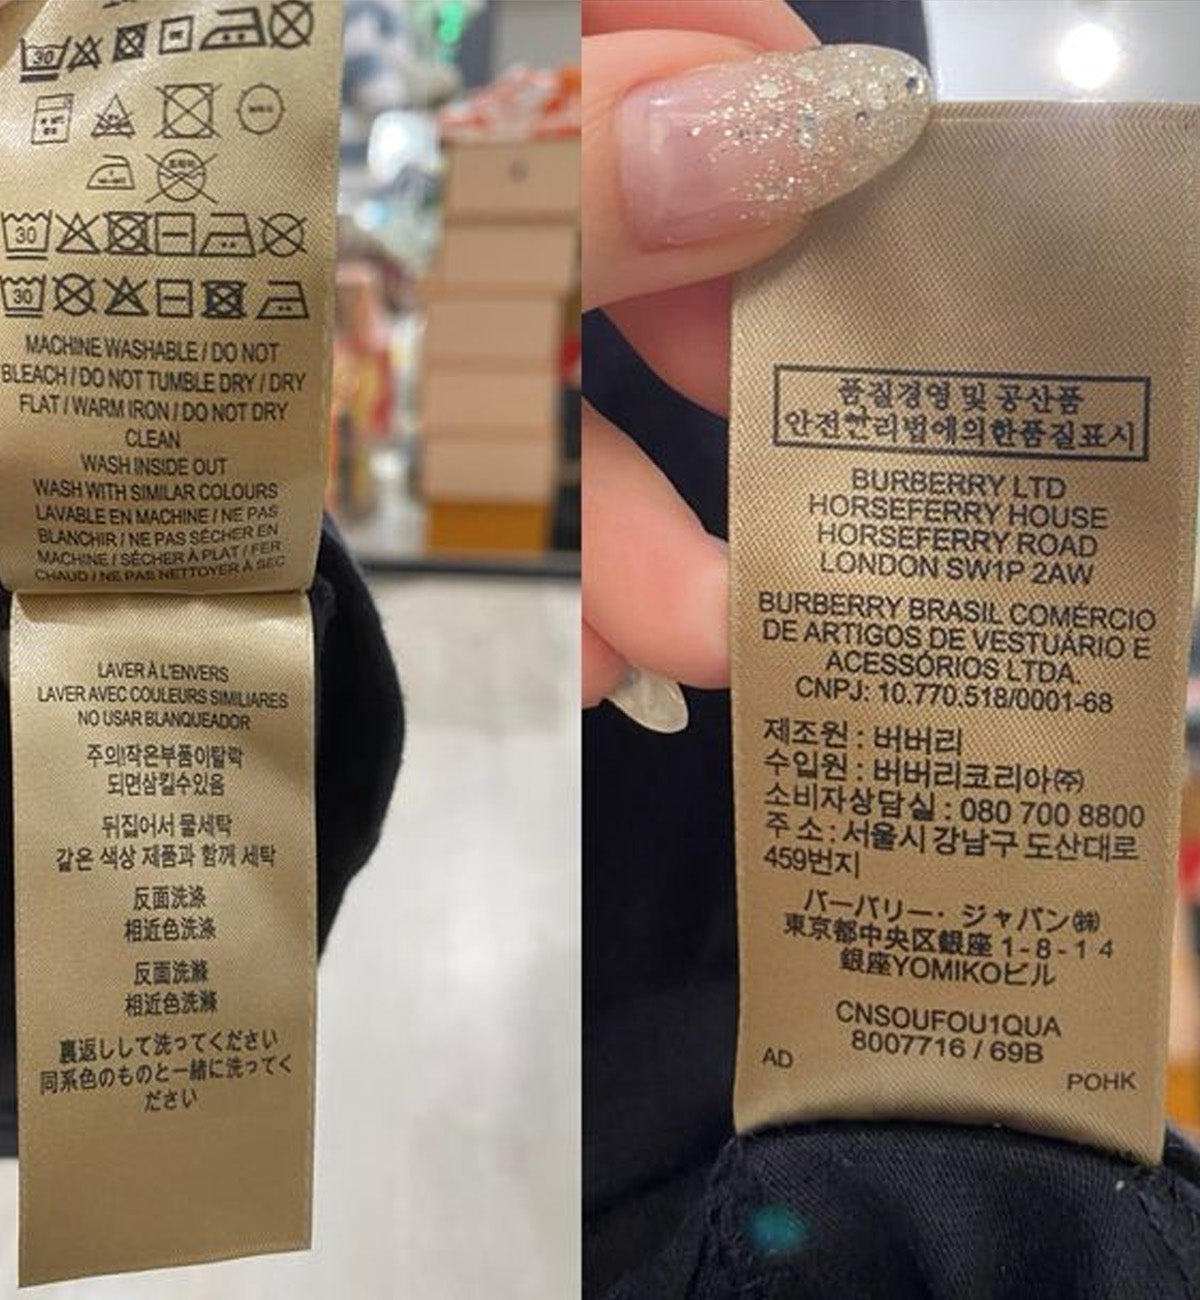 30
30
30
MACHINE WASHABLE / DO NOT
BLEACH / DO NOT TUMBLE DRY / DRY
FLAT / WARM IRON / DO NOT DRY
CLEAN
WASH INSIDE OUT
WASH WITH SIMILAR COLOURS
LAVABLE EN MACHINE / NE PAS
BLANCHIR / NE PAS SÉCHER EN
MACHINE / SÉCHER À PLAT / FER
CHAUD / NE PAS NETTOYER À SEC
LAVER À L'ENVERS
LAVER AVEC COULEURS SIMILIARES
NO USAR BLANQUEADOR
주의!작은부품이탈락
되면삼킬수있음
뒤집어서 물세탁
같은 색상 제품과 함께 세탁
反面洗涤
相近色洗涤
反面洗滌
相近色洗滌
裏返しして洗ってください
同系色のものと一緒に洗ってく
ださい
품질경영 및 공산품
안전관리법에의한품질표시
BURBERRY LTD
HORSEFERRY HOUSE
HORSEFERRY ROAD
LONDON SW1P 2AW
BURBERRY BRASIL COMÉRCIO
DE ARTIGOS DE VESTUÁRIO E
ACESSÓRIOS LTDA.
CNPJ: 10.770.518/0001-68
제조원 : 버버리
수입원 : 버버리코리아㈜
소비자상담실 : 080 700 8800
주 소 : 서울시 강남구 도산대로
459번지
バーバリー・ジャパン㈱
東京都中央区銀座 1-8-14
銀座YOMIKOビル
CNSOUFOU1QUA
8007716 / 69B
AD
POHK